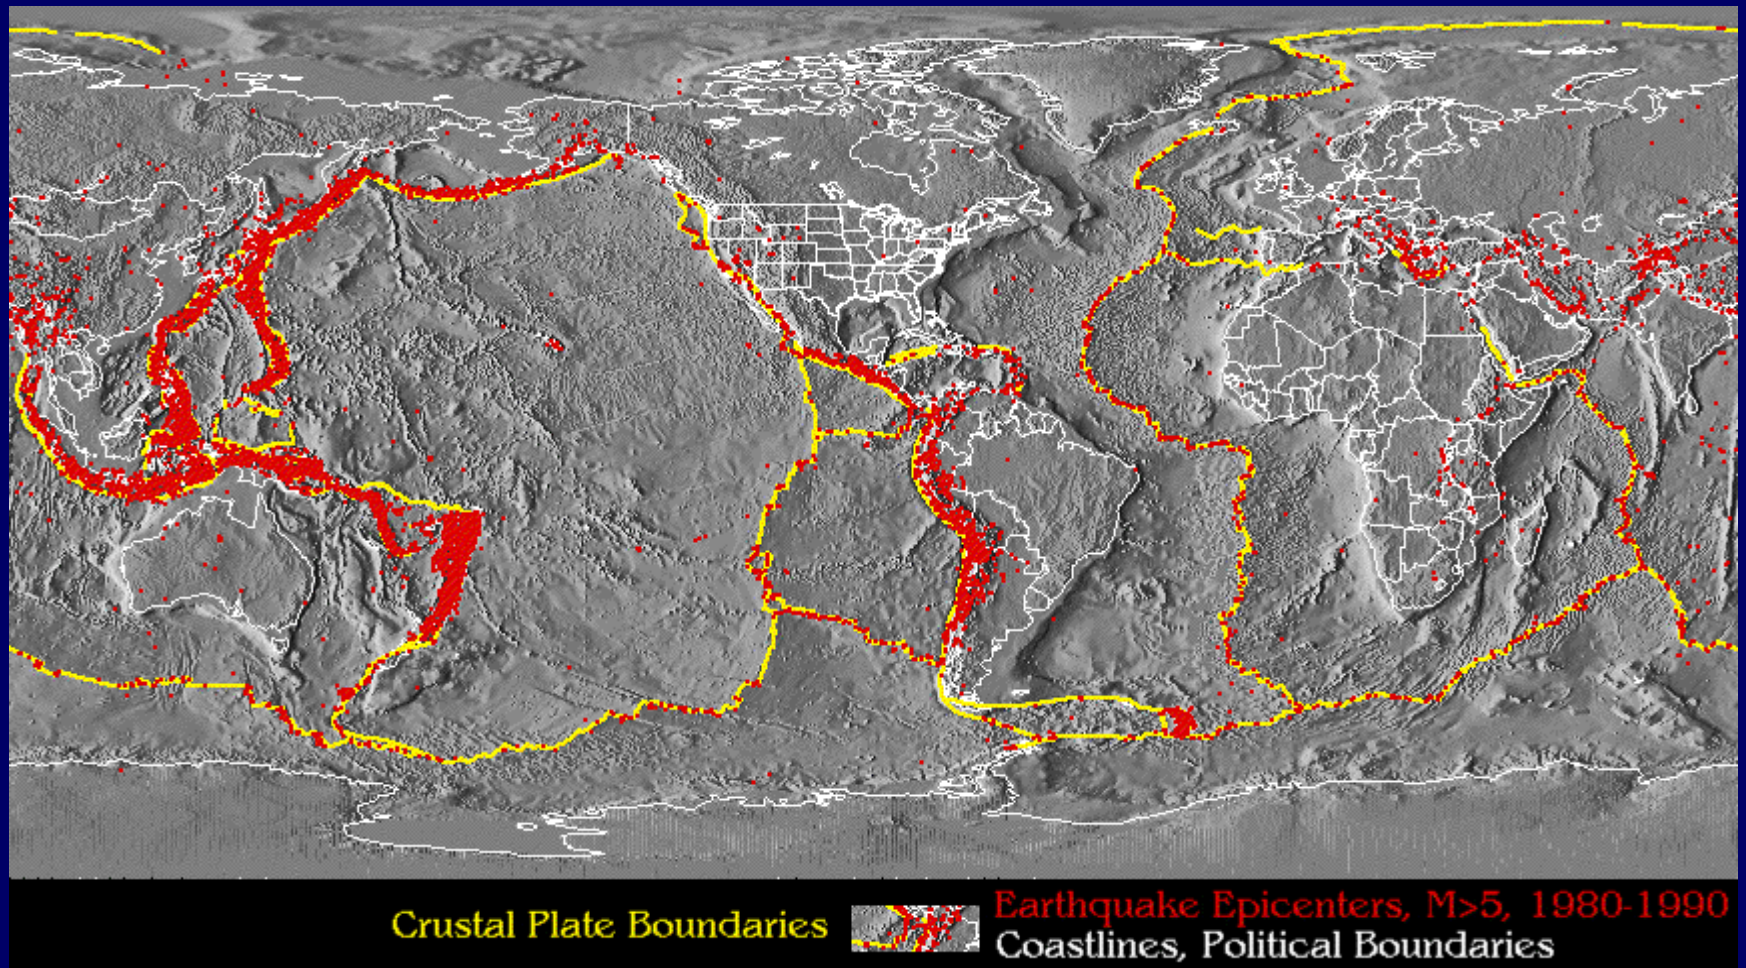 Crustal Plate Boundaries
Earthquake Epicenters, M>5, 1980-1990
Coastlines, Political Boundaries